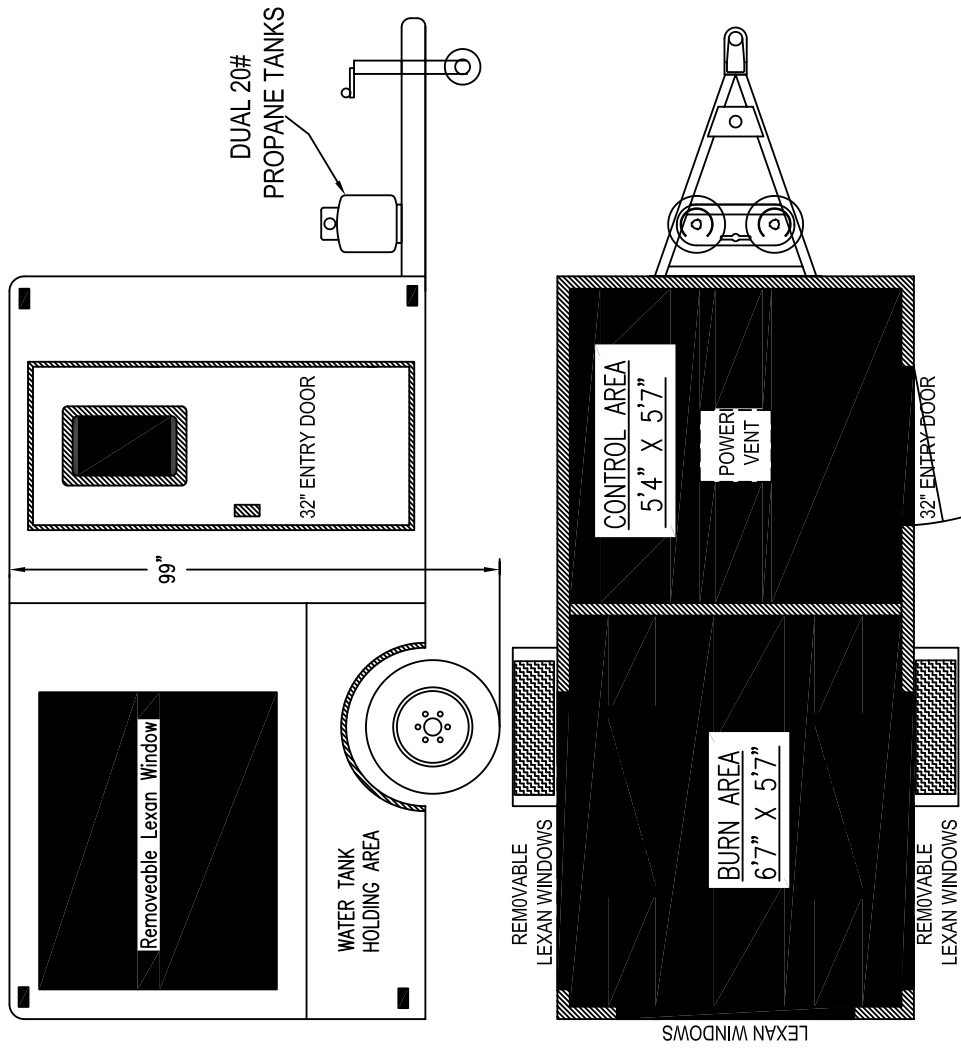 DUAL 20#
PROPANE TANKS
32" ENTRY DOOR
99"
Removeable Lexan Window
WATER TANK
HOLDING AREA
CONTROL AREA
5'4" X 5'7"
POWER
VENT
32" ENTRY DOOR
BURN AREA
6'7" X 5'7"
REMOVABLE
LEXAN WINDOWS
REMOVABLE
LEXAN WINDOWS
LEXAN WINDOWS